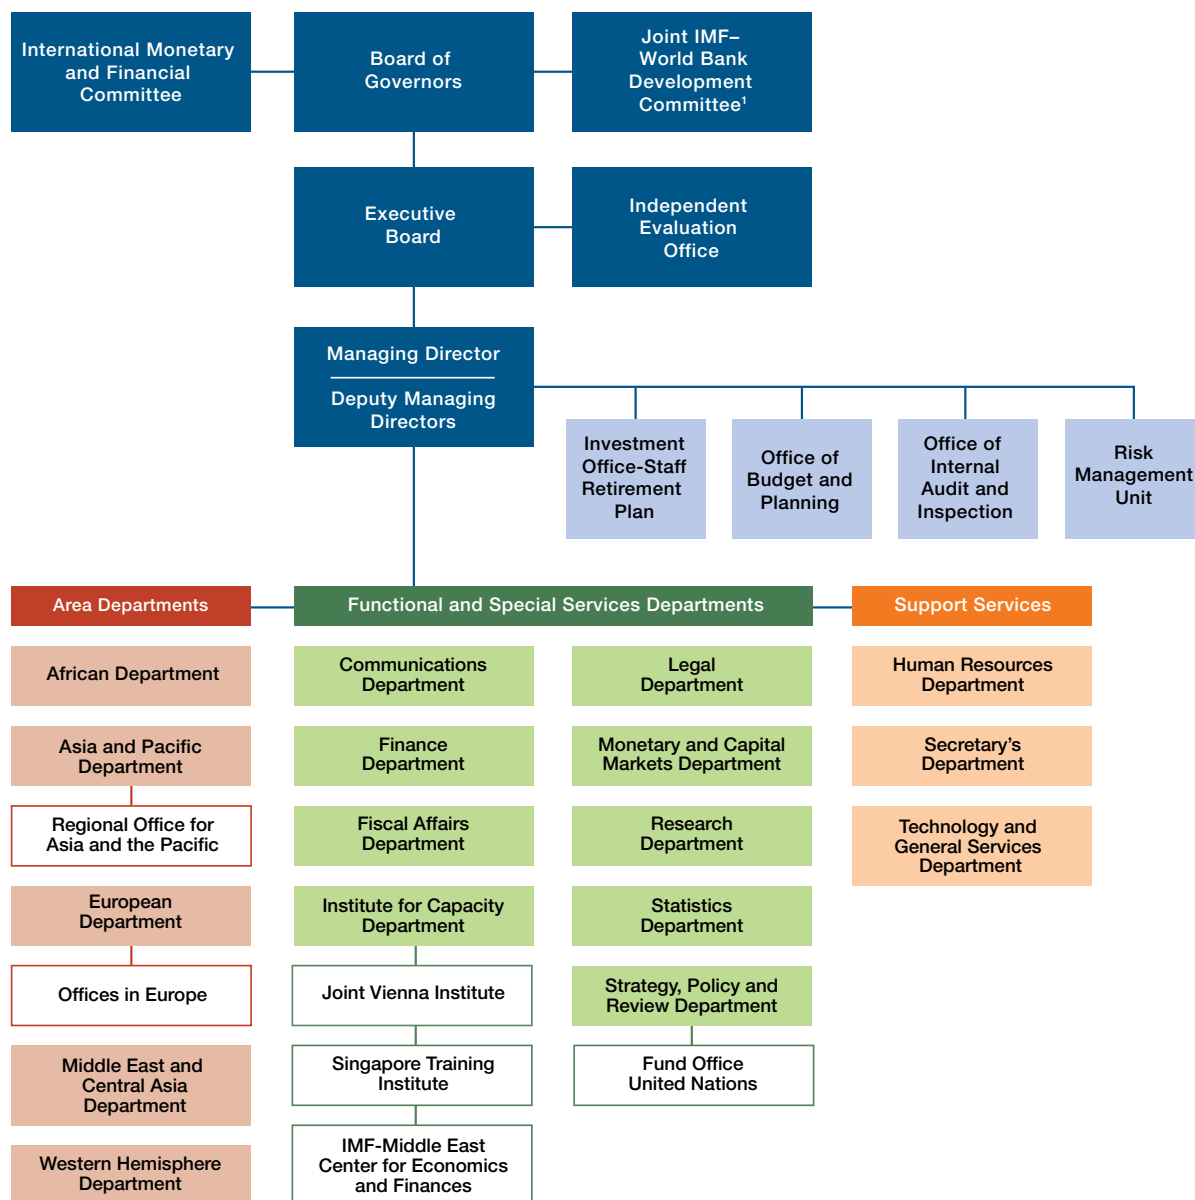 International Monetary
and Financial
Committee
Board of
Governors
Joint IMF–
World Bank
Development
Committee¹
Executive
Board
Independent
Evaluation
Office
Managing Director
Deputy Managing
Directors
Investment
Office-Staff
Retirement
Plan
Office of
Budget and
Planning
Office of
Internal
Audit and
Inspection
Risk
Management
Unit
Area Departments
Functional and Special Services Departments
Support Services
African Department
Asia and Pacific
Department
Regional Office for
Asia and the Pacific
European
Department
Offices in Europe
Middle East and
Central Asia
Department
Western Hemisphere
Department
Communications
Department
Finance
Department
Fiscal Affairs
Department
Institute for Capacity
Department
Joint Vienna Institute
Singapore Training
Institute
IMF-Middle East
Center for Economics
and Finances
Legal
Department
Monetary and Capital
Markets Department
Research
Department
Statistics
Department
Strategy, Policy and
Review Department
Fund Office
United Nations
Human Resources
Department
Secretary’s
Department
Technology and
General Services
Department